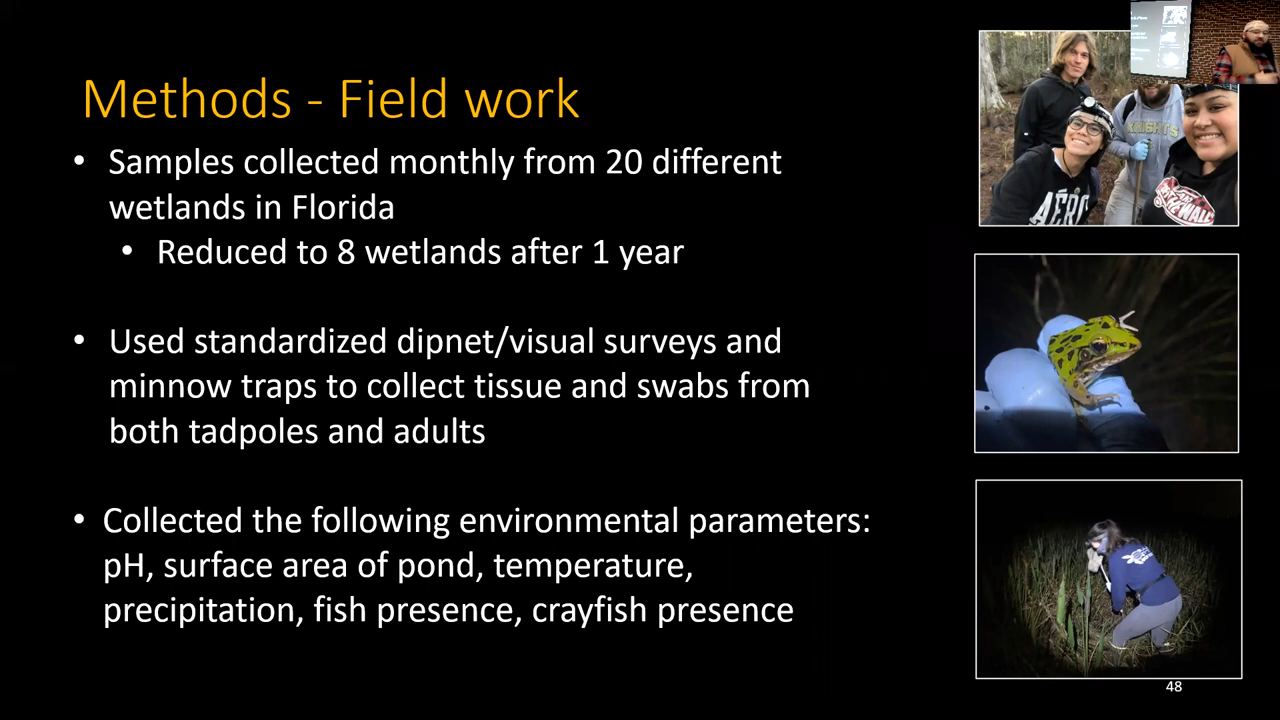 Methods - Field work
• Samples collected monthly from 20 different
wetlands in Florida
• Reduced to 8 wetlands after 1 year
• Used standardized dipnet/visual surveys and
minnow traps to collect tissue and swabs from
both tadpoles and adults
• Collected the following environmental parameters:
pH, surface area of pond, temperature,
precipitation, fish presence, crayfish presence
KNIGHTS
AÉRO
48